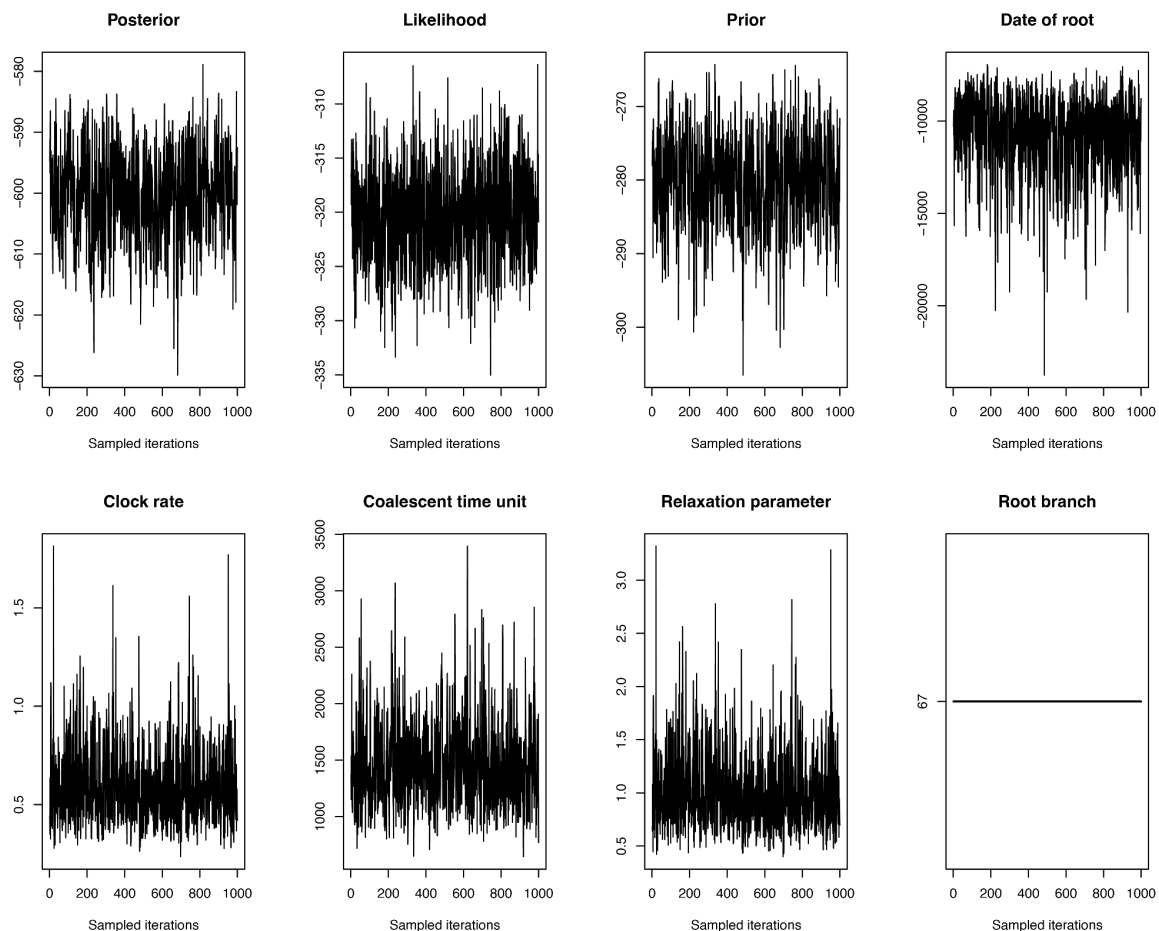 Posterior
−580
−590
−600
−610
−620
−630
0 200 400 600 800 1000
Sampled iterations
Likelihood
−310
−315
−320
−325
−330
−335
0 200 400 600 800 1000
Sampled iterations
Prior
−270
−280
−290
−300
0 200 400 600 800 1000
Sampled iterations
Date of root
−10000
−15000
−20000
0 200 400 600 800 1000
Sampled iterations
Clock rate
1.5
1.0
0.5
0 200 400 600 800 1000
Sampled iterations
Coalescent time unit
3500
3000
2500
2000
1500
1000
0 200 400 600 800 1000
Sampled iterations
Relaxation parameter
3.0
2.5
2.0
1.5
1.0
0.5
0 200 400 600 800 1000
Sampled iterations
Root branch
67
0 200 400 600 800 1000
Sampled iterations